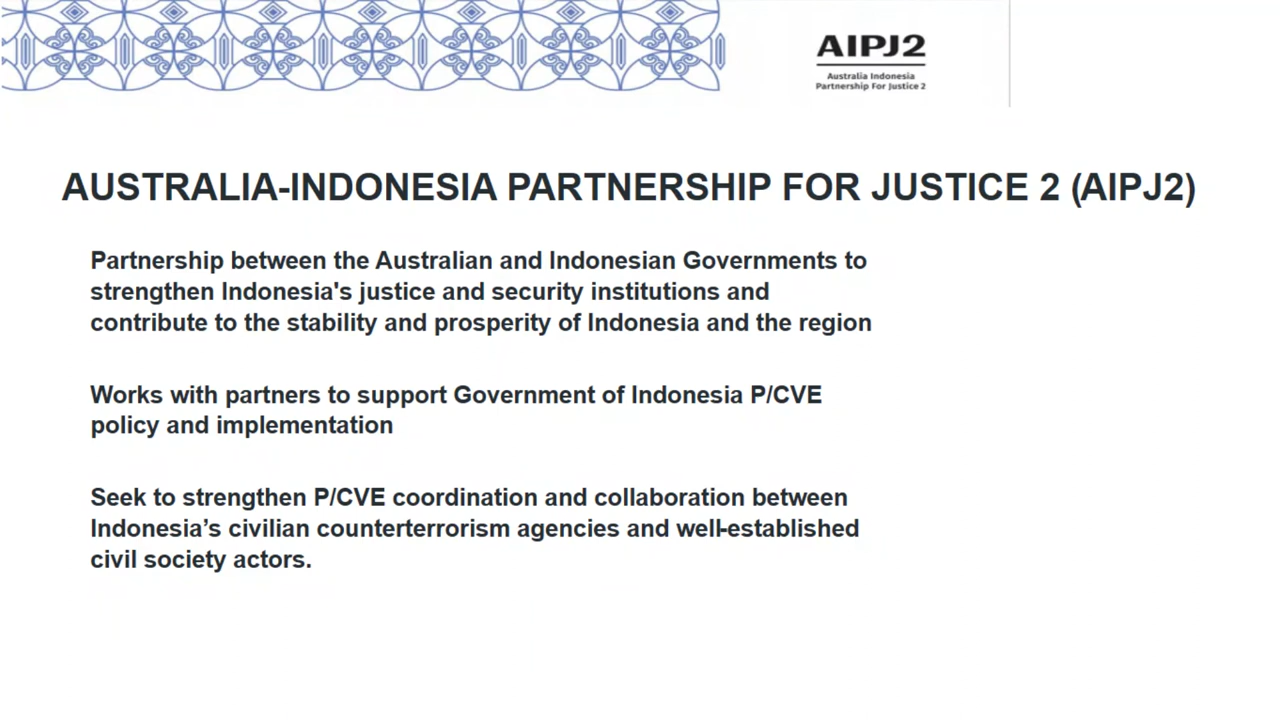 AIPJ2
Australia Indonesia
Partnership For Justice 2
AUSTRALIA-INDONESIA PARTNERSHIP FOR JUSTICE 2 (AIPJ2)
Partnership between the Australian and Indonesian Governments to
strengthen Indonesia's justice and security institutions and
contribute to the stability and prosperity of Indonesia and the region
Works with partners to support Government of Indonesia P/CVE
policy and implementation
Seek to strengthen P/CVE coordination and collaboration between
Indonesia’s civilian counterterrorism agencies and well-established
civil society actors.